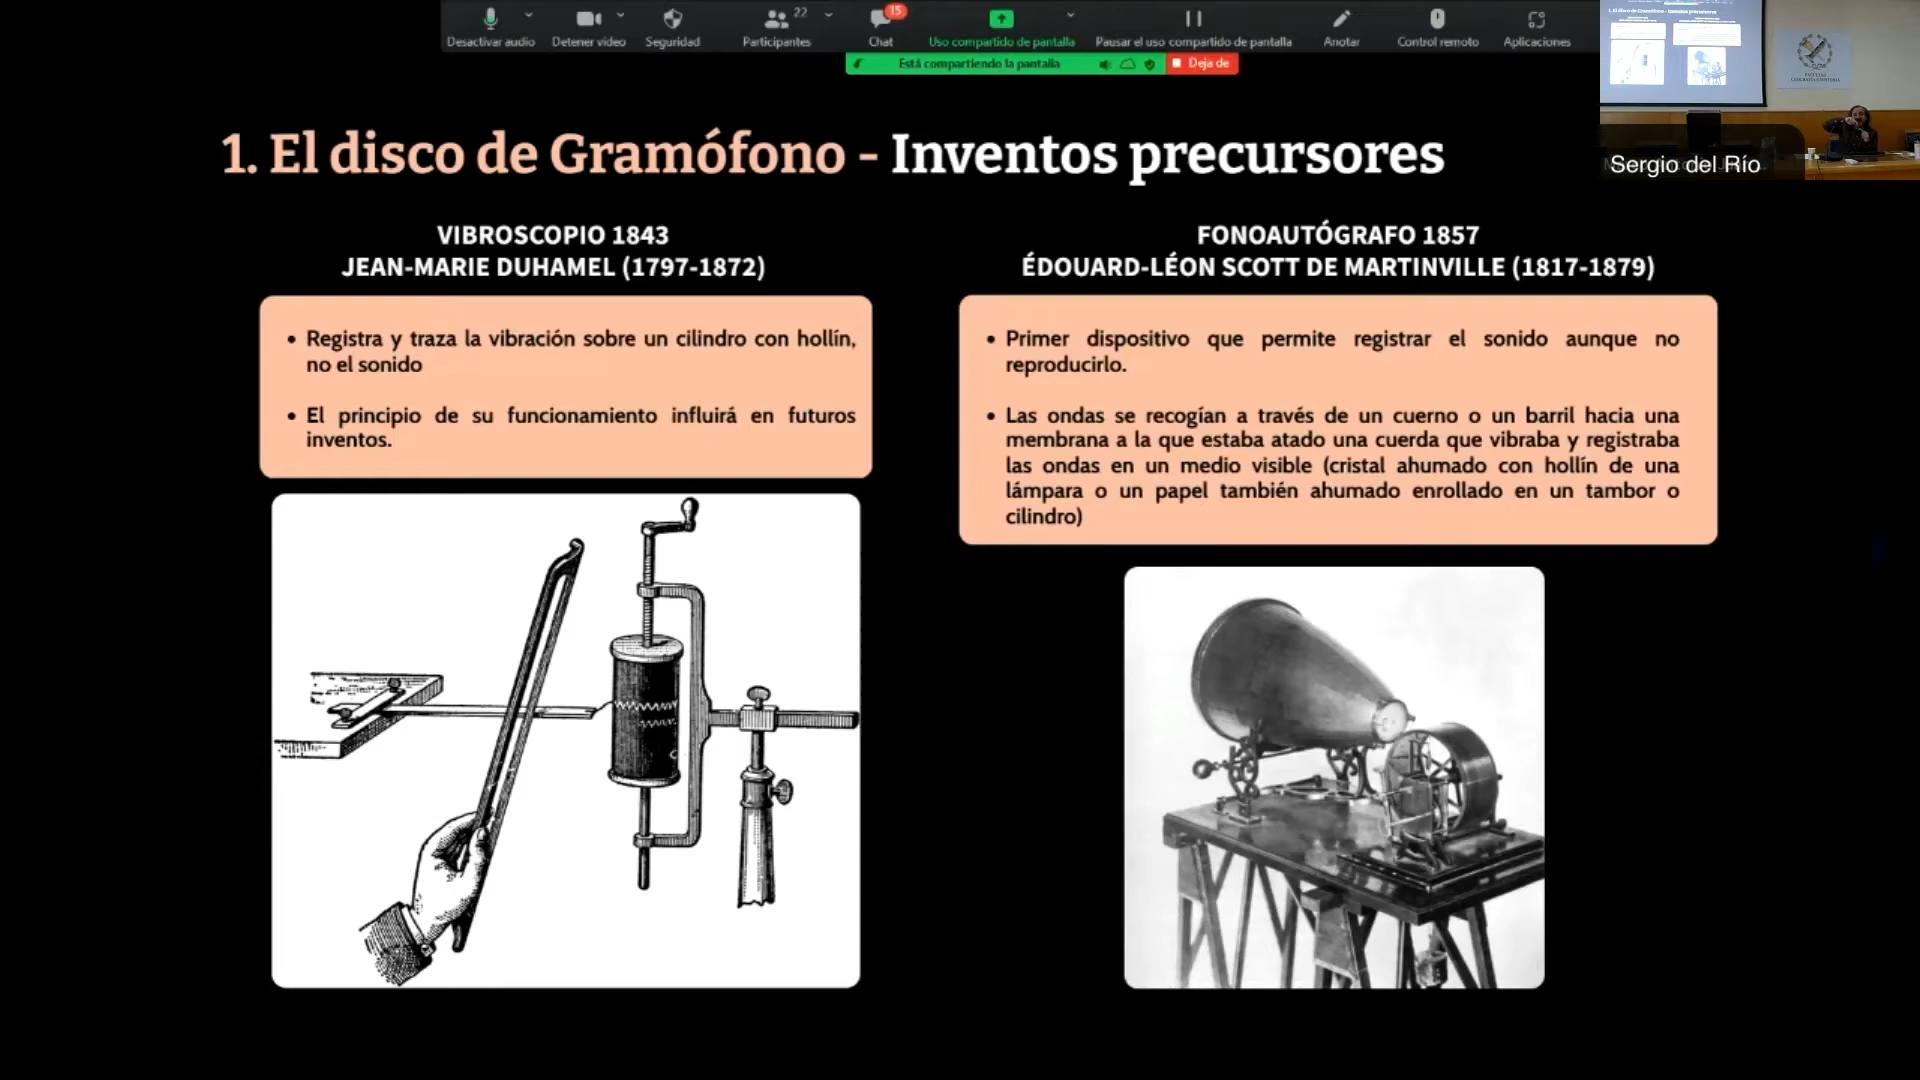 Desactivar audio
Detener vídeo
Seguridad
22
Participantes
15
Chat
Uso compartido de pantalla
Pausar el uso compartido de pantalla
Anotar
Control remoto
Aplicaciones
Está compartiendo la pantalla
Deja de
1. El disco de Gramófono - Inventos precursores
Sergio del Río
VIBROSCOPIO 1843
JEAN-MARIE DUHAMEL (1797-1872)
• Registra y traza la vibración sobre un cilindro con hollín,
no el sonido
• El principio de su funcionamiento influirá en futuros
inventos.
FONOAUTÓGRAFO 1857
ÉDOUARD-LÉON SCOTT DE MARTINVILLE (1817-1879)
• Primer dispositivo que permite registrar el sonido aunque no
reproducirlo.
• Las ondas se recogían a través de un cuerno o un barril hacia una
membrana a la que estaba atado una cuerda que vibraba y registraba
las ondas en un medio visible (cristal ahumado con hollín de una
lámpara o un papel también ahumado enrollado en un tambor o
cilindro)